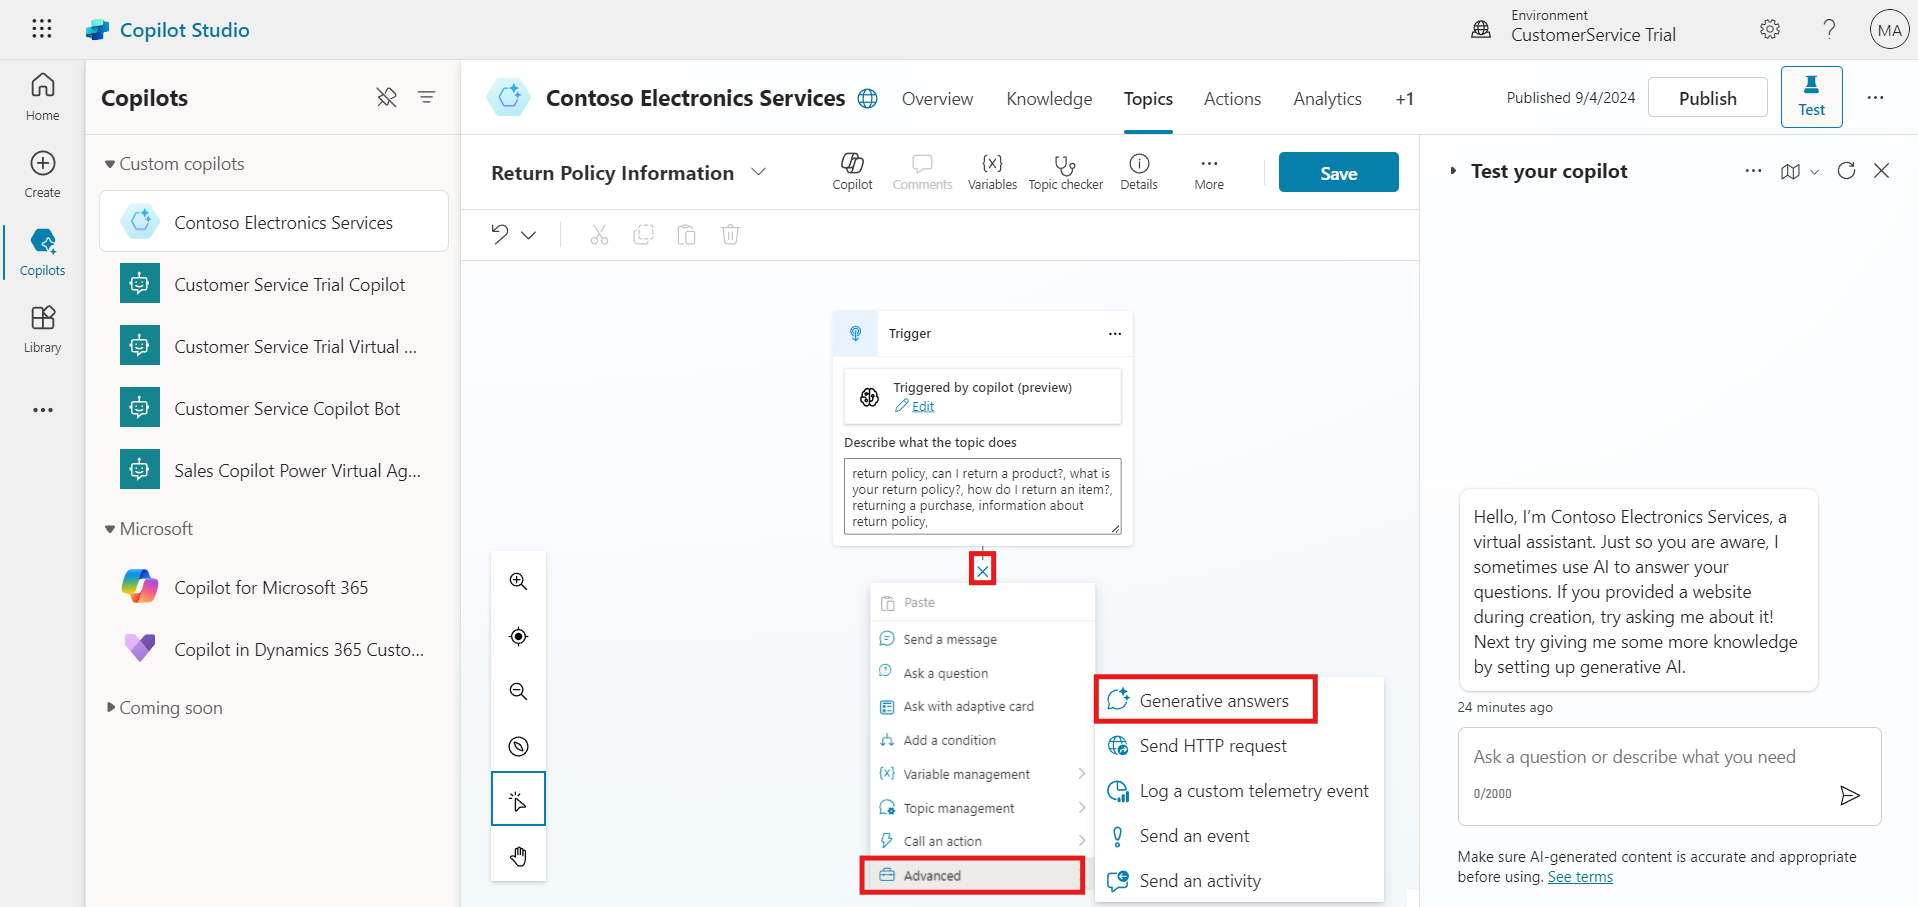 Copilot Studio
Environment
CustomerService Trial
MA
Home
Create
Copilots
Library
Copilots
Custom copilots
Contoso Electronics Services
Customer Service Trial Copilot
Customer Service Trial Virtual ...
Customer Service Copilot Bot
Sales Copilot Power Virtual Ag...
Microsoft
Copilot for Microsoft 365
Copilot in Dynamics 365 Custo...
Coming soon
Contoso Electronics Services
Overview
Knowledge
Topics
Actions
Analytics
+1
Published 9/4/2024
Publish
Test
Return Policy Information
Copilot
Comments
Variables
Topic checker
Details
More
Save
Trigger
Triggered by copilot (preview)
Edit
Describe what the topic does
return policy, can I return a product?, what is
your return policy?, how do I return an item?,
returning a purchase, information about
return policy,
Paste
Send a message
Ask a question
Ask with adaptive card
Add a condition
Variable management
Topic management
Call an action
Advanced
Generative answers
Send HTTP request
Log a custom telemetry event
Send an event
Send an activity
Test your copilot
Hello, I'm Contoso Electronics Services, a
virtual assistant. Just so you are aware, I
sometimes use AI to answer your
questions. If you provided a website
during creation, try asking me about it!
Next try giving me some more knowledge
by setting up generative AI.
24 minutes ago
Ask a question or describe what you need
0/2000
Make sure AI-generated content is accurate and appropriate
before using. See terms